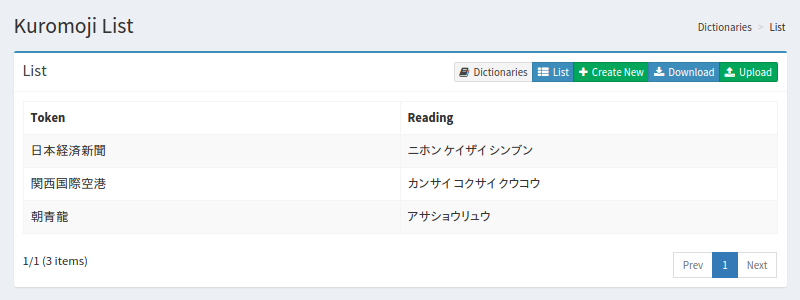 Kuromoji List
Dictionaries > List
List
Dictionaries List Create New Download Upload
Token Reading
日本経済新聞 ニホン ケイザイ シンブン
関西国際空港 カンサイ コクサイ クウコウ
朝青龍 アサショウリュウ
1/1 (3 items)
Prev 1 Next